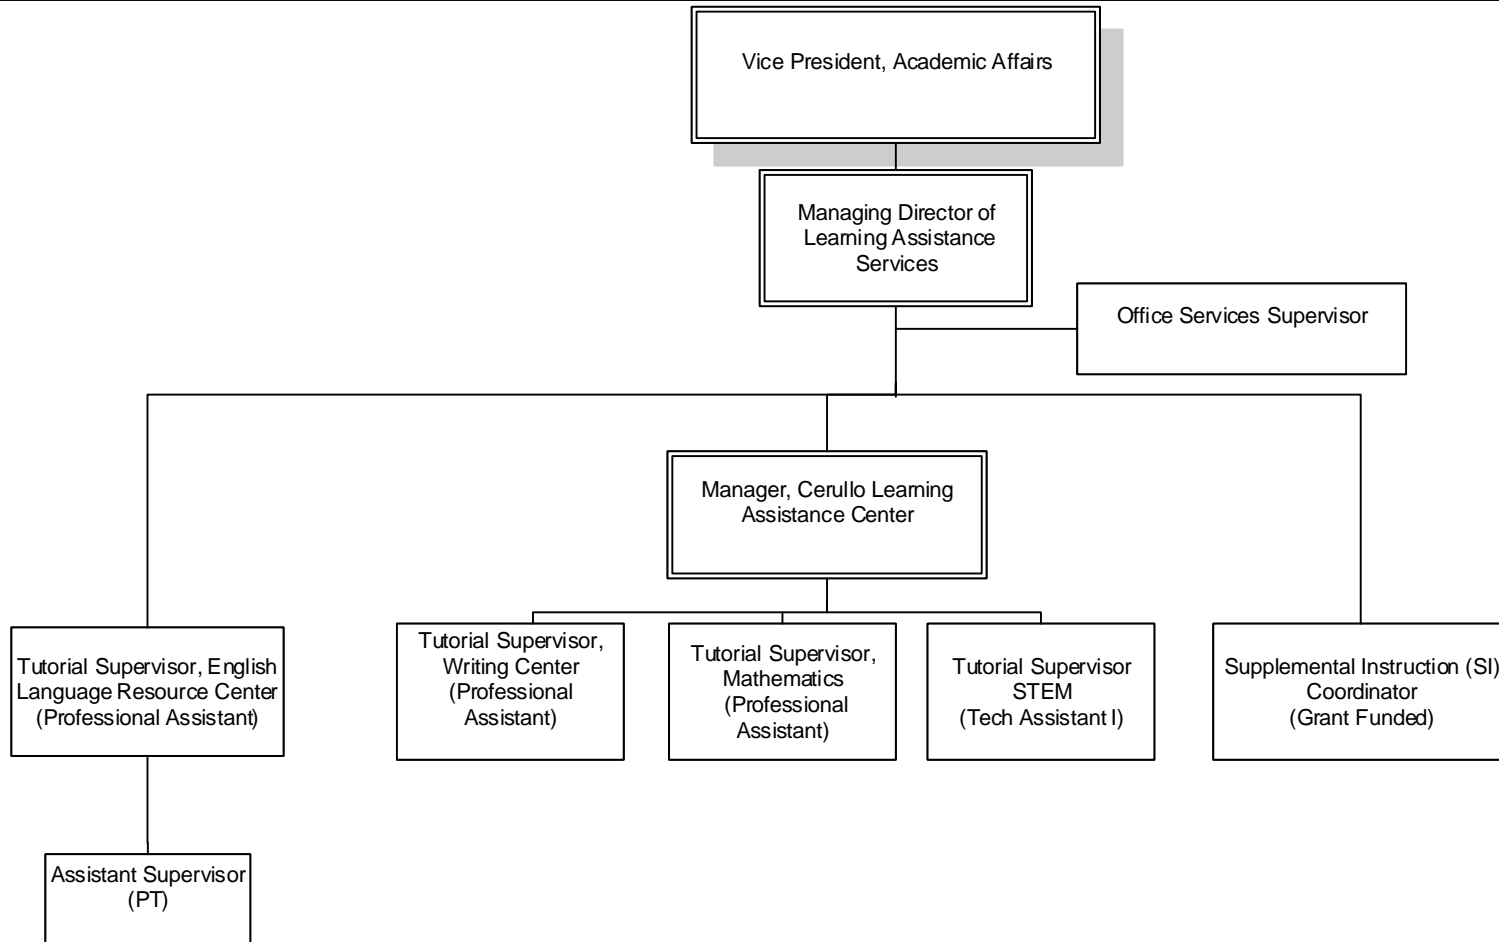 Vice President, Academic Affairs
Managing Director of
Learning Assistance
Services
Office Services Supervisor
Manager, Cerullo Learning
Assistance Center
Tutorial Supervisor, English
Language Resource Center
(Professional Assistant)
Tutorial Supervisor,
Writing Center
(Professional
Assistant)
Tutorial Supervisor,
Mathematics
(Professional
Assistant)
Tutorial Supervisor
STEM
(Tech Assistant I)
Supplemental Instruction (SI)
Coordinator
(Grant Funded)
Assistant Supervisor
(PT)